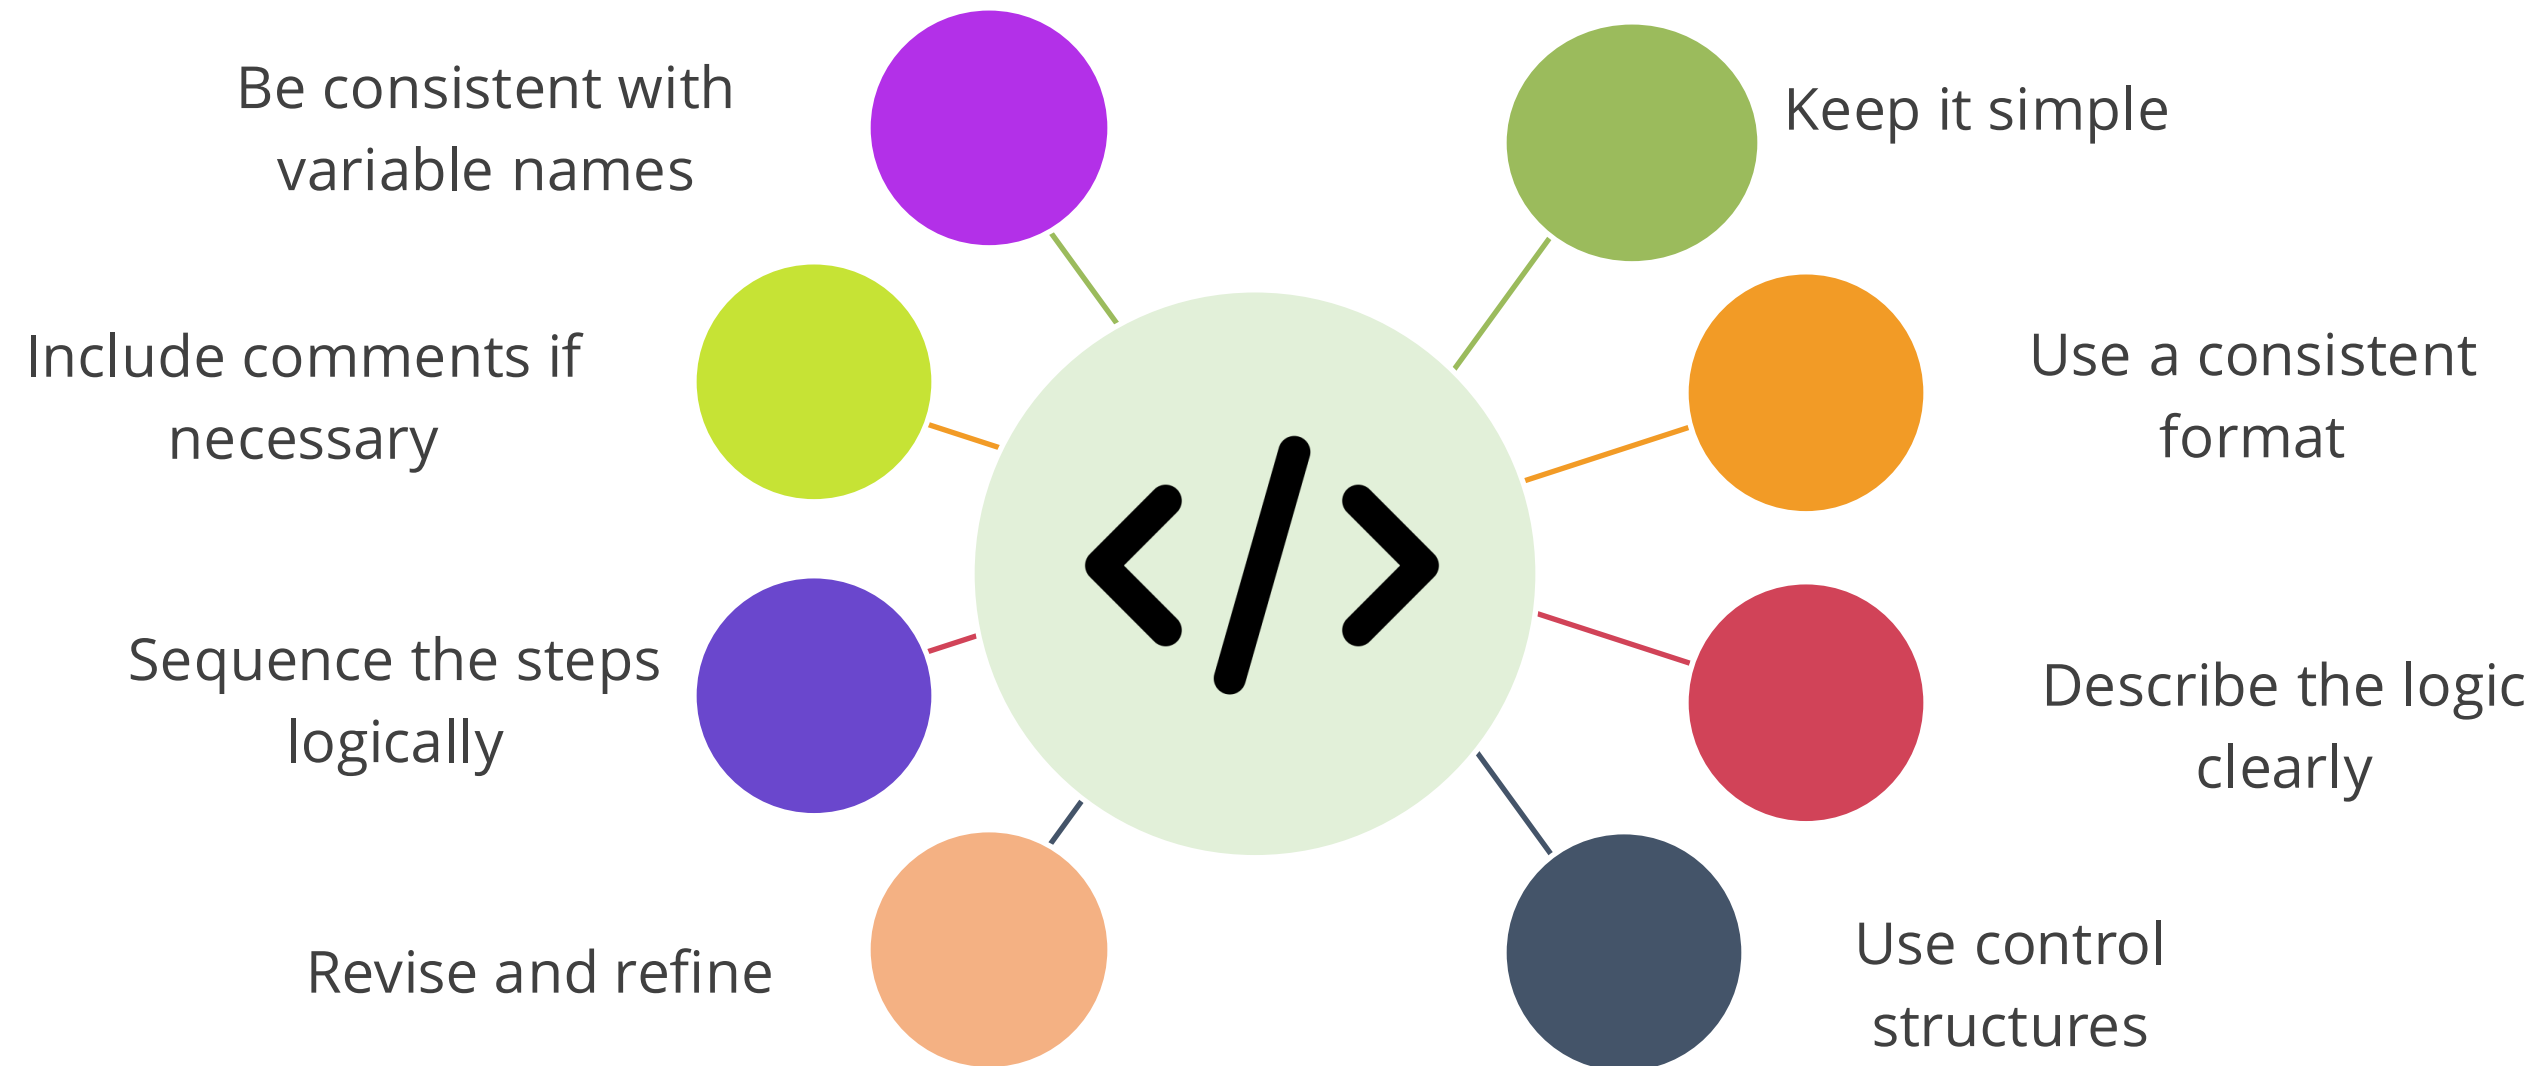 Be consistent with
variable names
Keep it simple
Include comments if
necessary
Use a consistent
format
</>
Sequence the steps
logically
Describe the logic
clearly
Revise and refine
Use control
structures